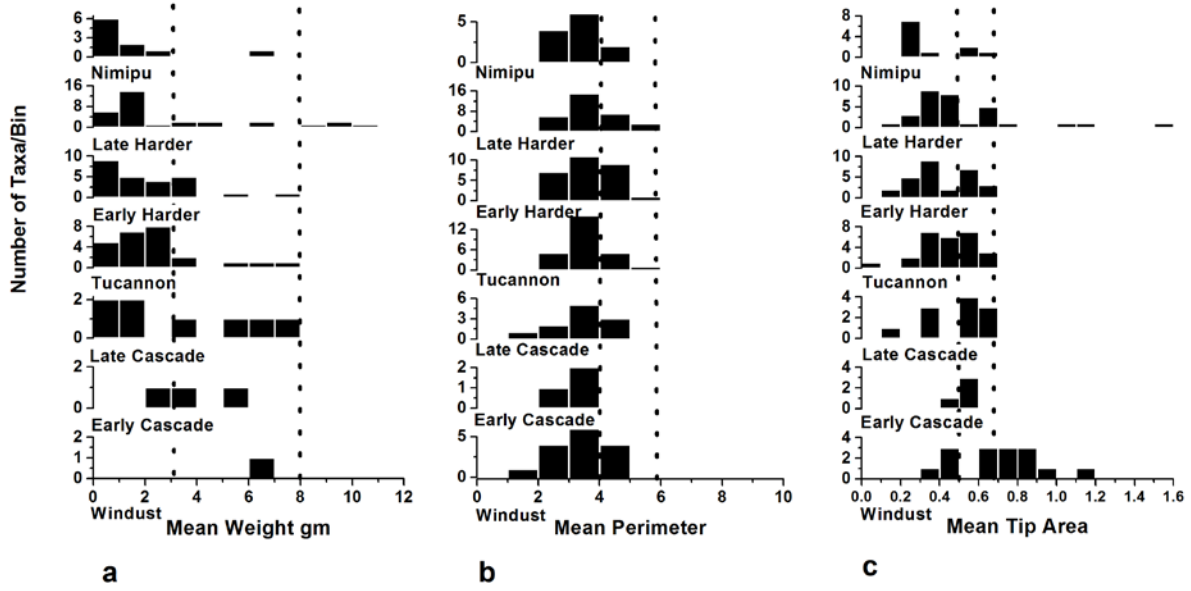 Number of Taxa/Bin
6
3
0
Nimipu
16
8
0
Late Harder
10
5
0
Early Harder
8
4
0
Tucannon
2
0
Late Cascade
2
0
Early Cascade
2
1
0
0 2 4 6 8 10 12
Windust
Mean Weight gm
a
5
0
Nimipu
16
8
0
Late Harder
10
5
0
Early Harder
12
6
0
Tucannon
6
3
0
Late Cascade
2
1
0
Early Cascade
5
0
0 2 4 6 8 10
Windust
Mean Perimeter
b
8
4
0
Nimipu
10
5
0
Late Harder
10
5
0
Early Harder
8
4
0
Tucannon
4
2
0
Late Cascade
4
2
0
Early Cascade
4
2
0
0.0 0.2 0.4 0.6 0.8 1.0 1.2 1.4 1.6
Windust
Mean Tip Area
c